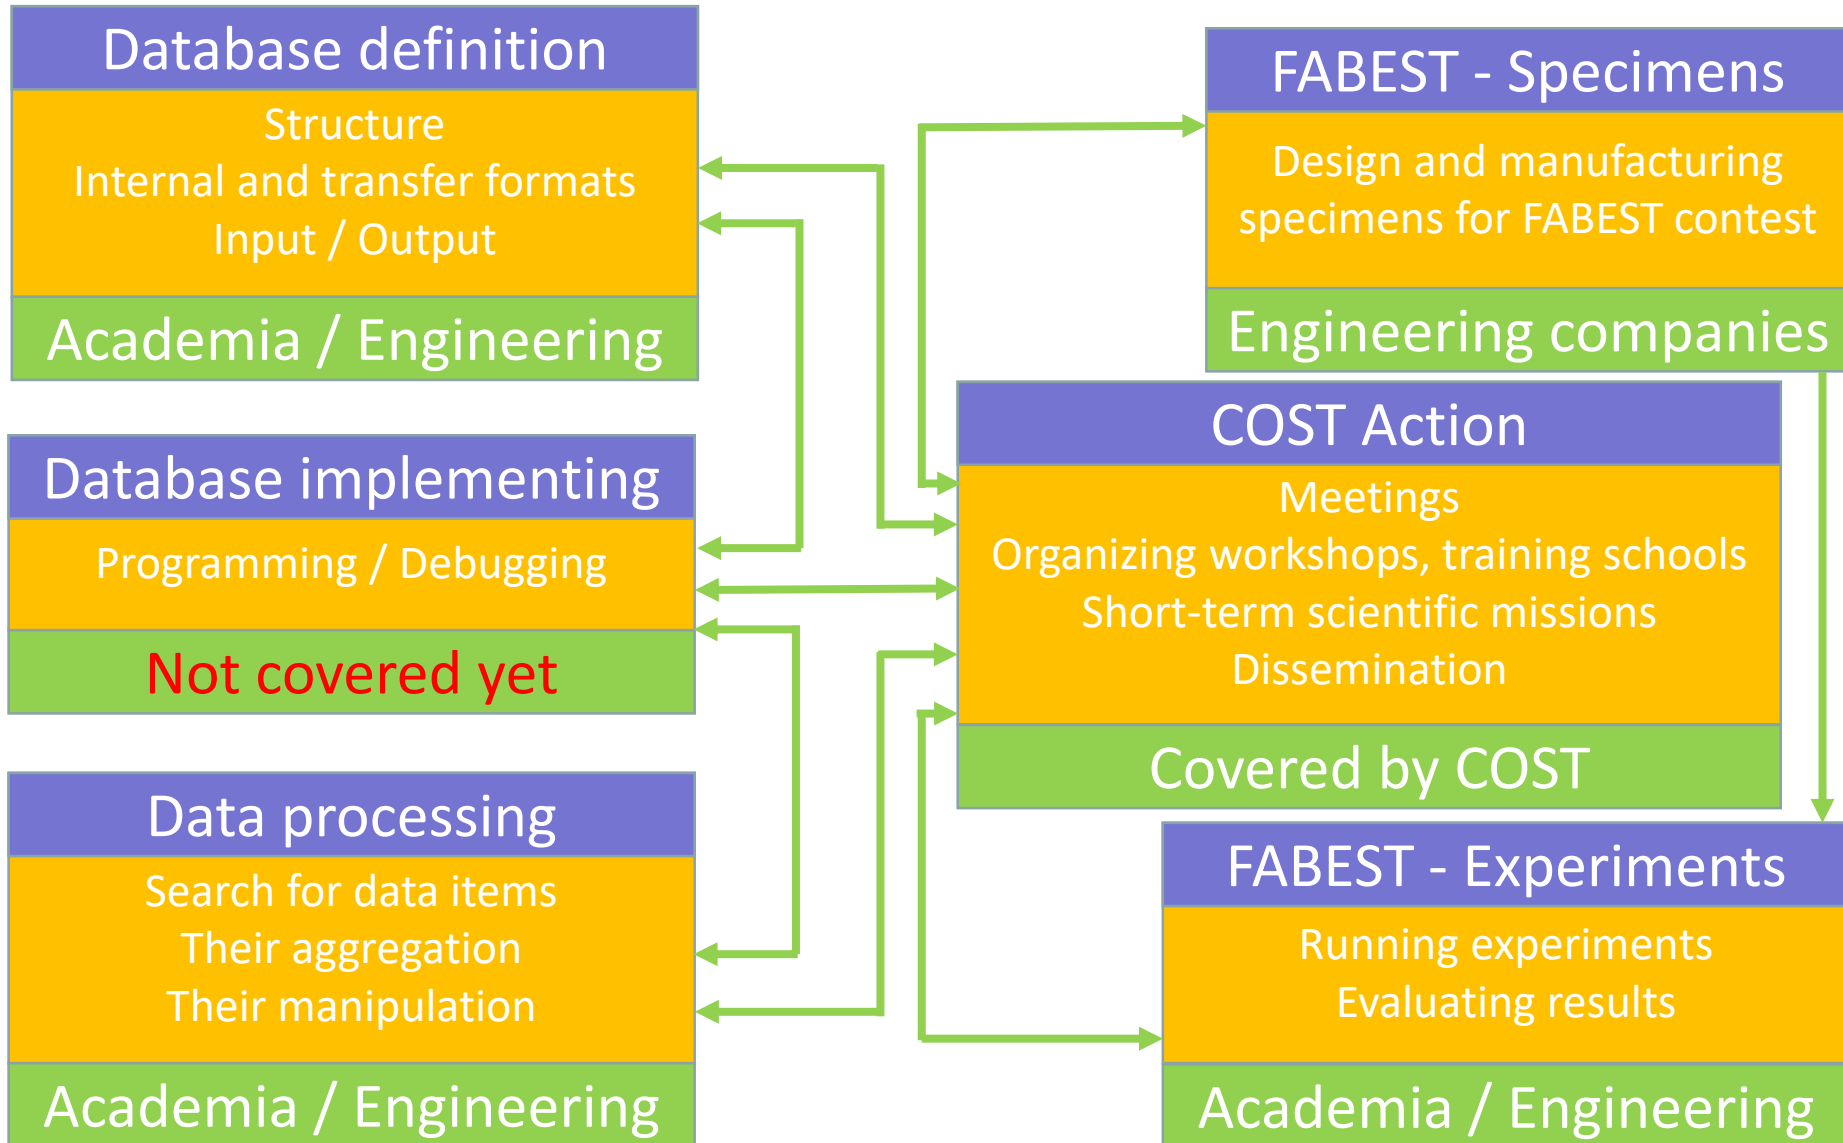 Database definition
Structure
Internal and transfer formats
Input / Output
Academia / Engineering
Database implementing
Programming / Debugging
Not covered yet
Data processing
Search for data items
Their aggregation
Their manipulation
Academia / Engineering
FABEST - Specimens
Design and manufacturing
specimens for FABEST contest
Engineering companies
COST Action
Meetings
Organizing workshops, training schools
Short-term scientific missions
Dissemination
Covered by COST
FABEST - Experiments
Running experiments
Evaluating results
Academia / Engineering